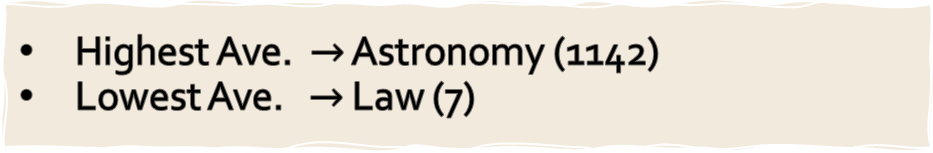 • Highest Ave. → Astronomy (1142)
• Lowest Ave. → Law (7)